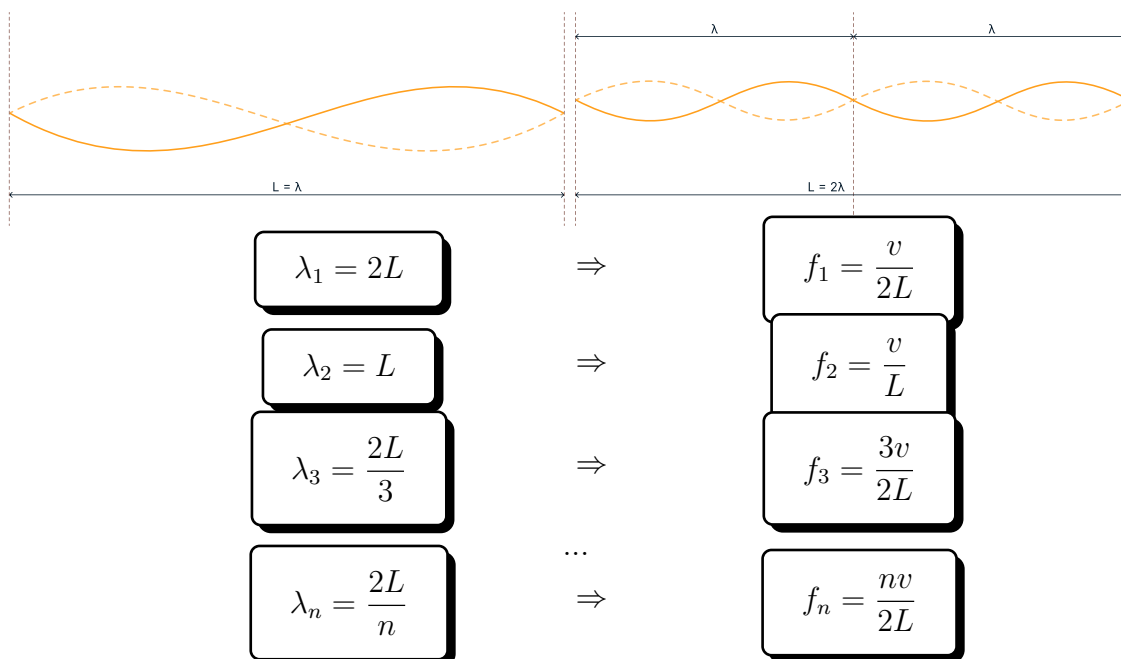 λ λ
L = λ L = 2λ
λ₁ = 2L ⇒ f₁ = v/2L
λ₂ = L ⇒ f₂ = v/L
λ₃ = 2L/3 ⇒ f₃ = 3v/2L
...
λₙ = 2L/n ⇒ fₙ = nv/2L